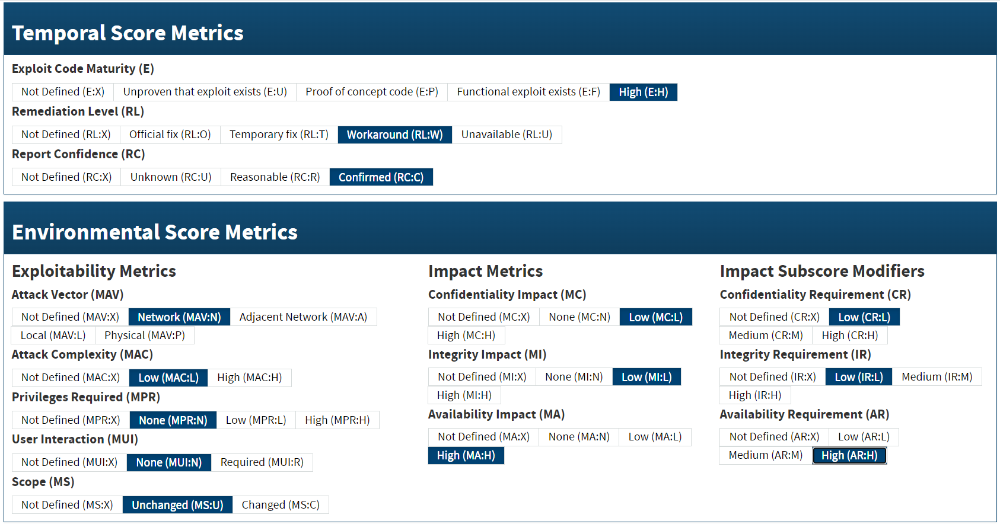 Temporal Score Metrics
Exploit Code Maturity (E)
Not Defined (E:X) Unproven that exploit exists (E:U) Proof of concept code (E:P) Functional exploit exists (E:F) High (E:H)
Remediation Level (RL)
Not Defined (RL:X) Official fix (RL:O) Temporary fix (RL:T) Workaround (RL:W) Unavailable (RL:U)
Report Confidence (RC)
Not Defined (RC:X) Unknown (RC:U) Reasonable (RC:R) Confirmed (RC:C)
Environmental Score Metrics
Exploitability Metrics
Attack Vector (MAV)
Not Defined (MAV:X) Network (MAV:N) Adjacent Network (MAV:A)
Local (MAV:L) Physical (MAV:P)
Attack Complexity (MAC)
Not Defined (MAC:X) Low (MAC:L) High (MAC:H)
Privileges Required (MPR)
Not Defined (MPR:X) None (MPR:N) Low (MPR:L) High (MPR:H)
User Interaction (MUI)
Not Defined (MUI:X) None (MUI:N) Required (MUI:R)
Scope (MS)
Not Defined (MS:X) Unchanged (MS:U) Changed (MS:C)
Impact Metrics
Confidentiality Impact (MC)
Not Defined (MC:X) None (MC:N) Low (MC:L)
High (MC:H)
Integrity Impact (MI)
Not Defined (MI:X) None (MI:N) Low (MI:L)
High (MI:H)
Availability Impact (MA)
Not Defined (MA:X) None (MA:N) Low (MA:L)
High (MA:H)
Impact Subscore Modifiers
Confidentiality Requirement (CR)
Not Defined (CR:X) Low (CR:L)
Medium (CR:M) High (CR:H)
Integrity Requirement (IR)
Not Defined (IR:X) Low (IR:L) Medium (IR:M)
High (IR:H)
Availability Requirement (AR)
Not Defined (AR:X) Low (AR:L)
Medium (AR:M) High (AR:H)